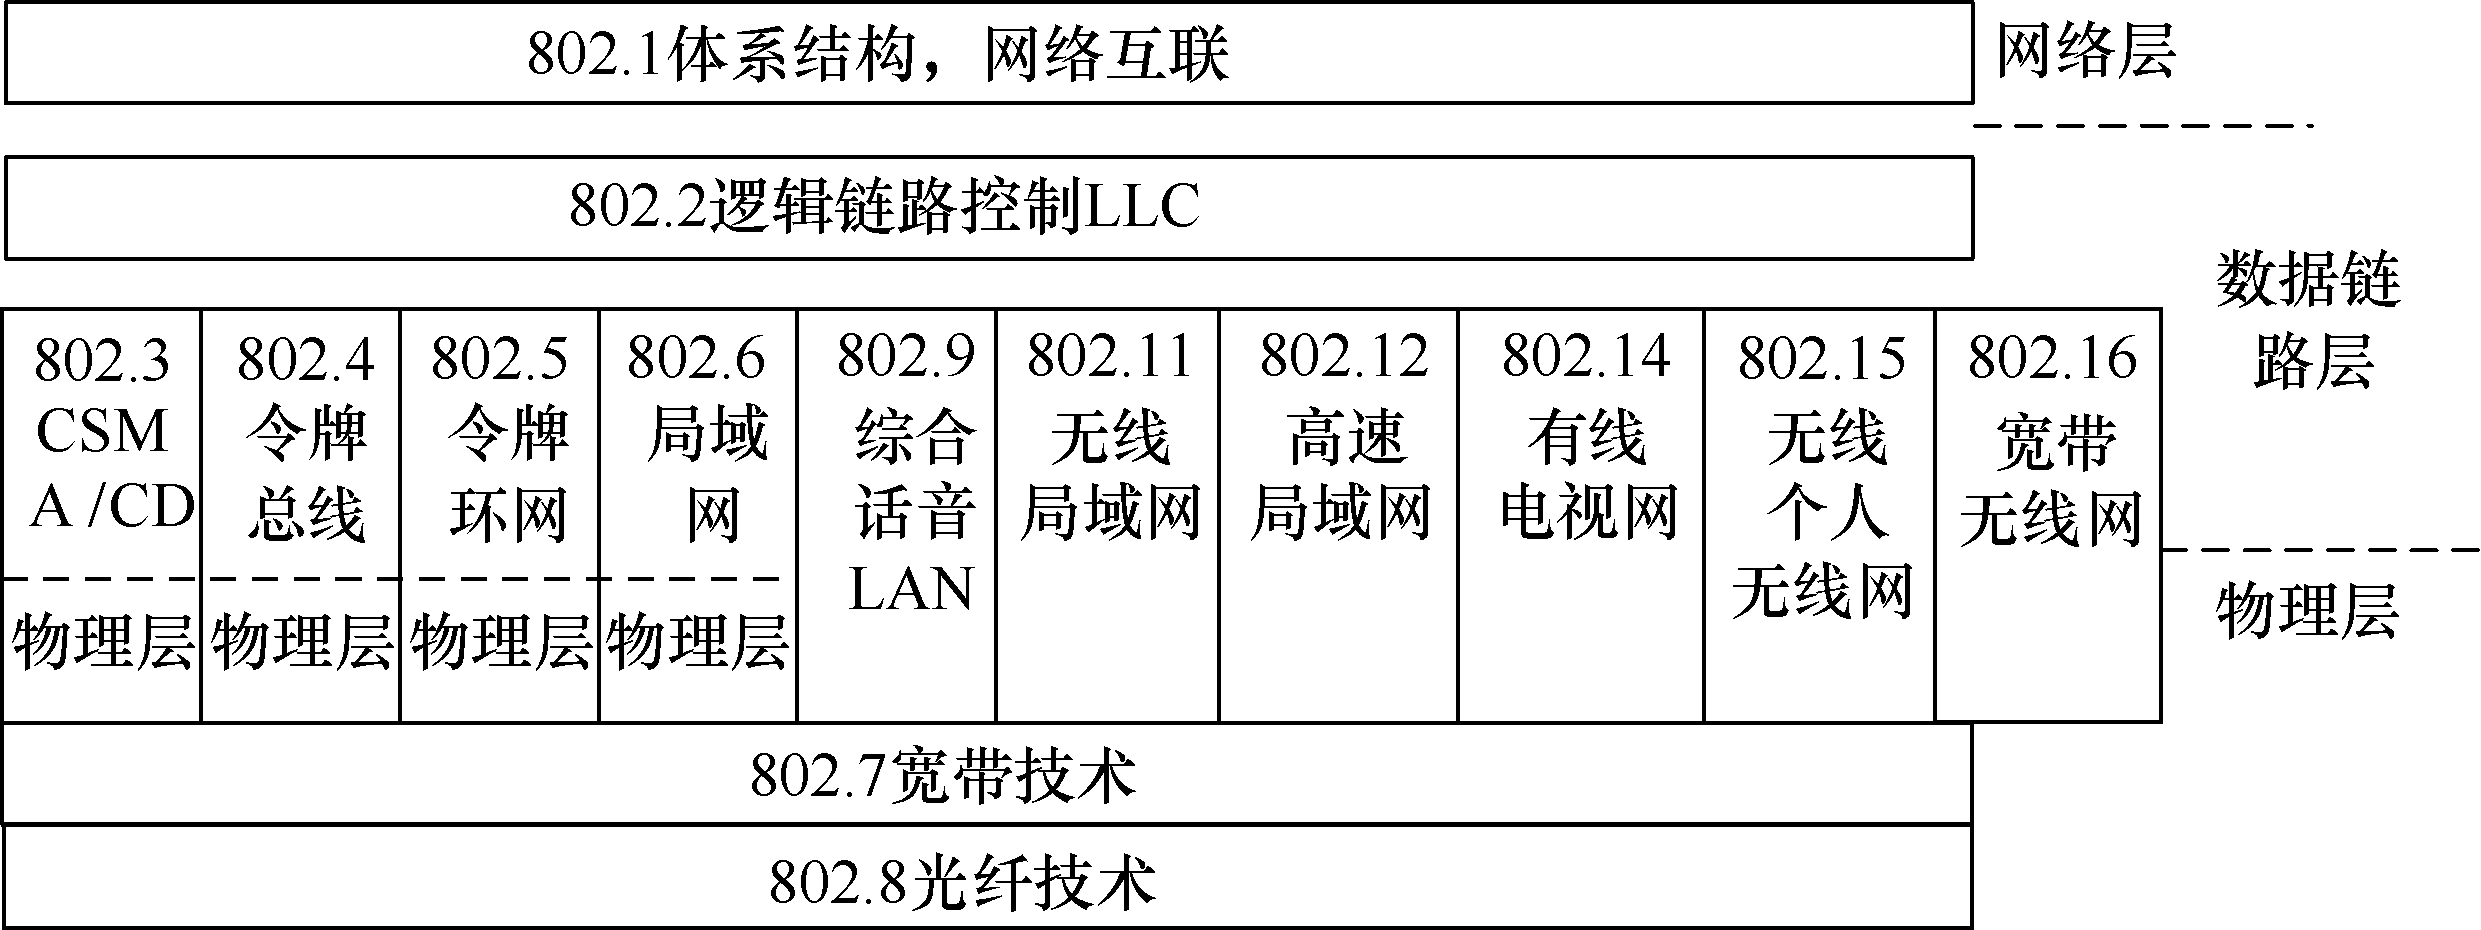 802.1体系结构，网络互联
网络层
802.2逻辑链路控制LLC
数据链
路层
802.3
CSM
A /CD
物理层
802.4
令牌
总线
物理层
802.5
令牌
环网
物理层
802.6
局域
网
物理层
802.9
综合
话音
LAN
802.11
无线
局域网
802.12
高速
局域网
802.14
有线
电视网
802.15
无线
个人
无线网
802.16
宽带
无线网
物理层
802.7宽带技术
802.8光纤技术